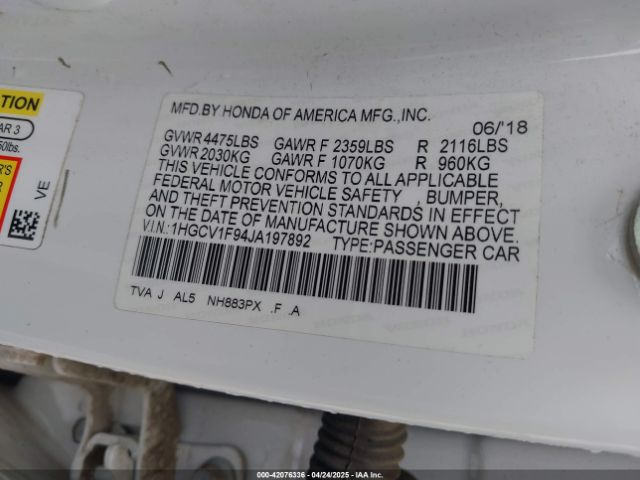 MFD.BY HONDA OF AMERICA MFG.,INC. 06/'18
GVWR 4475LBS GAWR F 2359LBS R 2116LBS
GVWR 2030KG GAWR F 1070KG R 960KG
THIS VEHICLE CONFORMS TO ALL APPLICABLE
FEDERAL MOTOR VEHICLE SAFETY , BUMPER,
AND THEFT PREVENTION STANDARDS IN EFFECT
ON THE DATE OF MANUFACTURE SHOWN ABOVE.
V.I.N.:1HGCV1F94JA197892 TYPE:PASSENGER CAR
TVA J AL5 NH883PX .F .A
VE
000-42076336 - 04/24/2025 - IAA Inc.